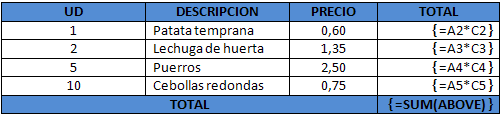 UD DESCRIPCION PRECIO TOTAL
1 Patata temprana 0,60 {=A2*C2}
2 Lechuga de huerta 1,35 {=A3*C3}
5 Puerros 2,50 {=A4*C4}
10 Cebollas redondas 0,75 {=A5*C5}
TOTAL {=SUM(ABOVE)}